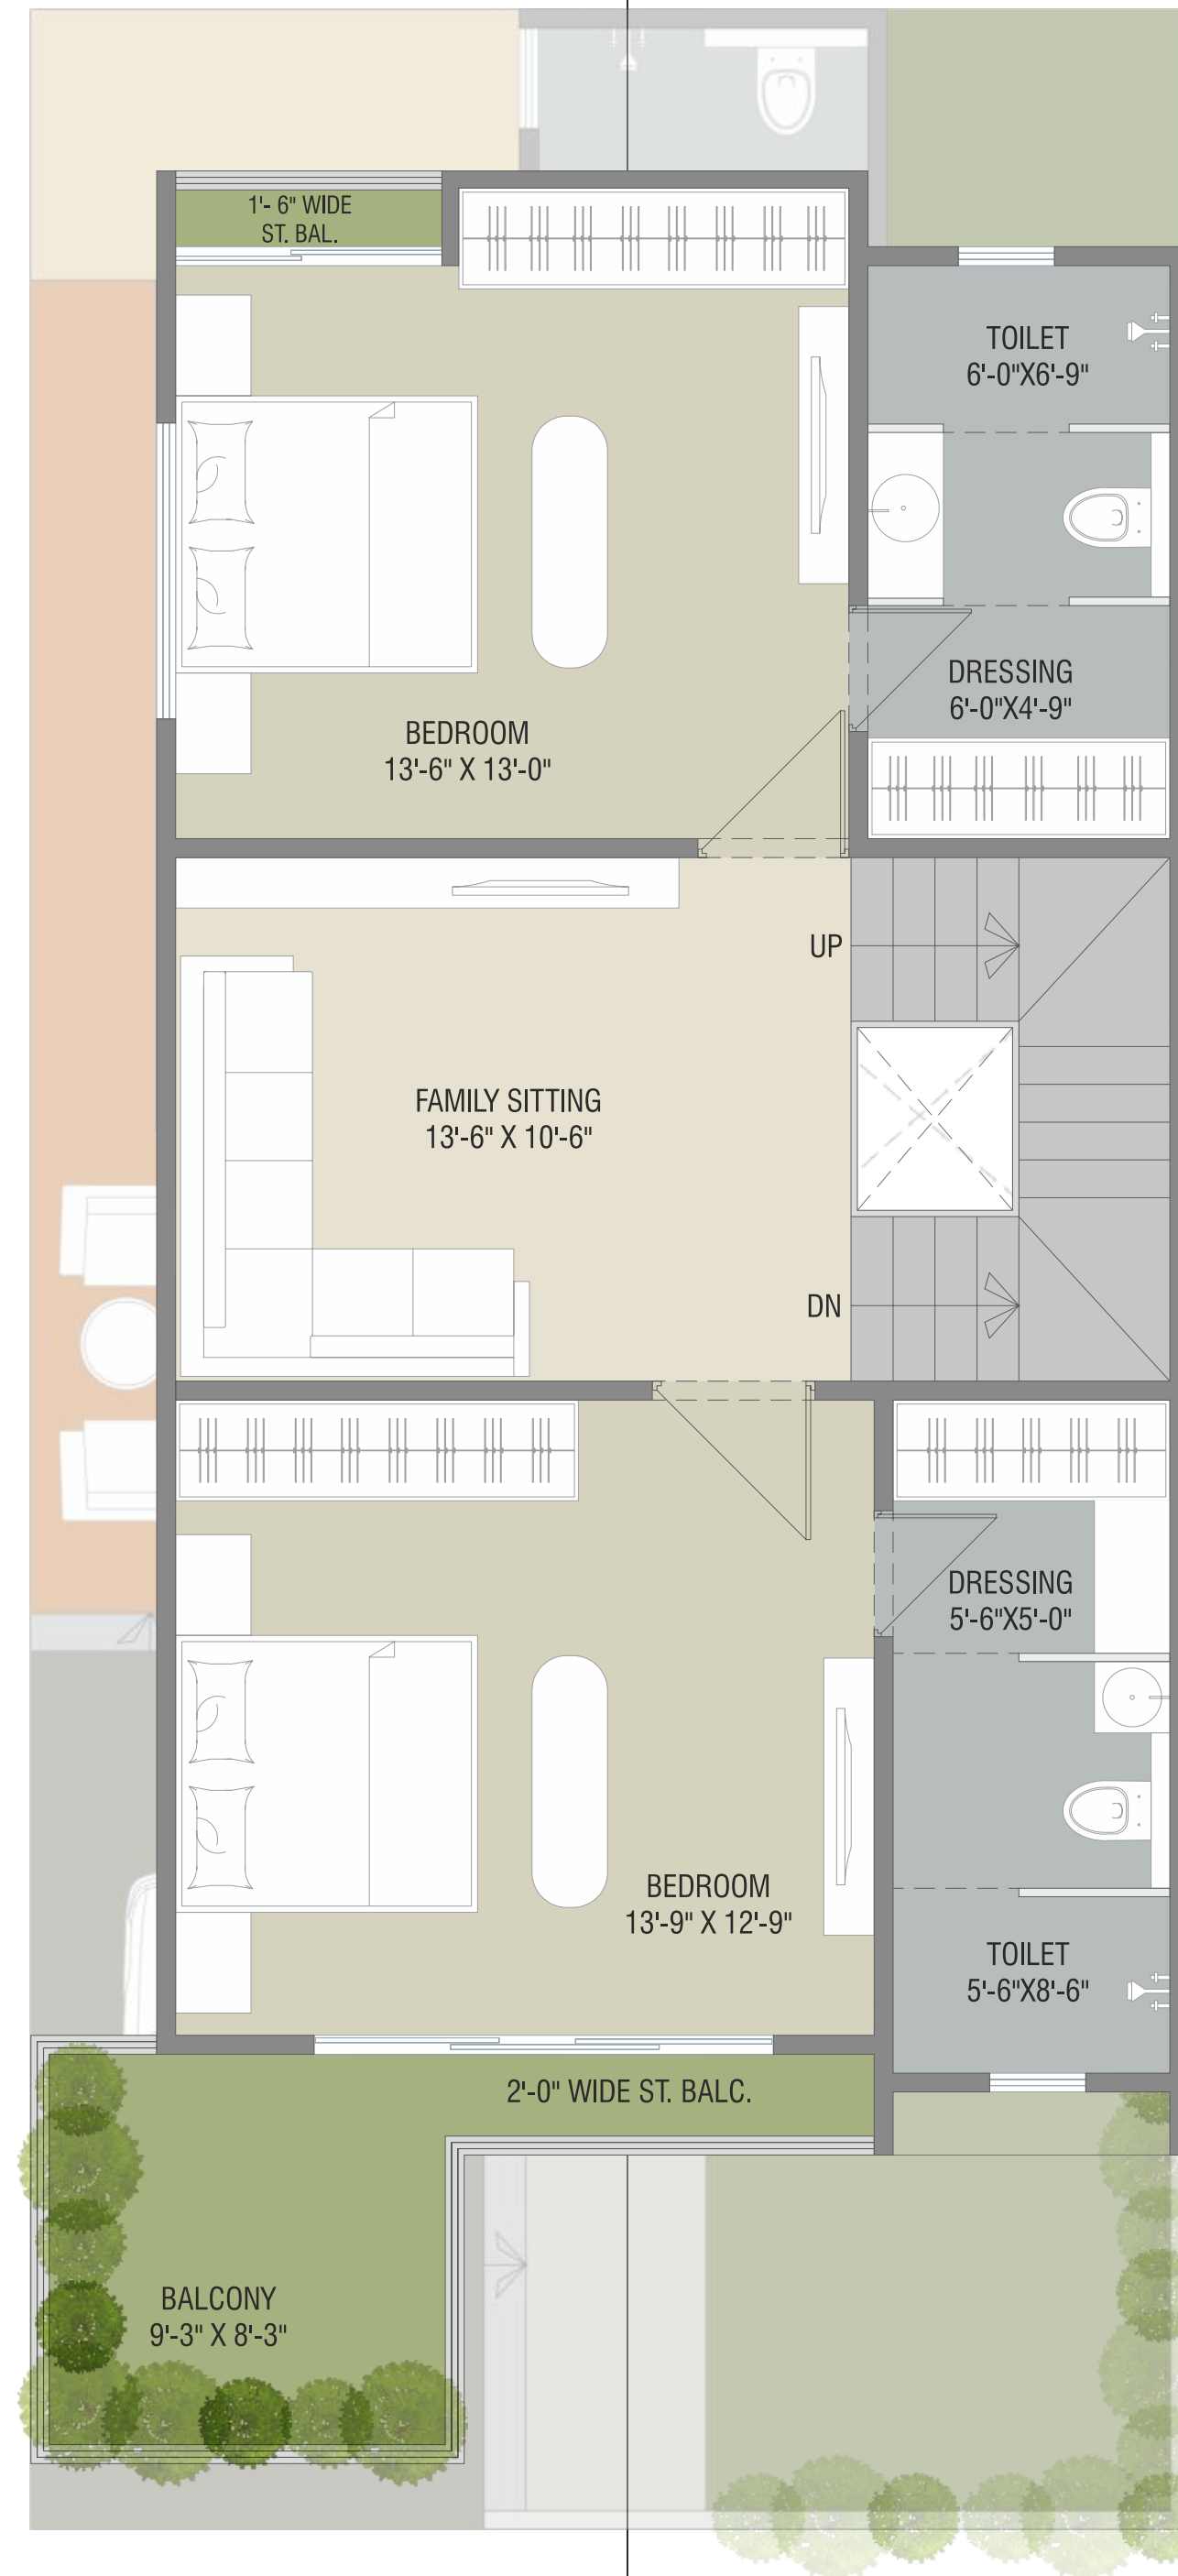 1'- 6" WIDE
ST. BAL.
TOILET
6'-0"X6'-9"
DRESSING
6'-0"X4'-9"
BEDROOM
13'-6" X 13'-0"
UP
FAMILY SITTING
13'-6" X 10'-6"
DN
DRESSING
5'-6"X5'-0"
BEDROOM
13'-9" X 12'-9"
TOILET
5'-6"X8'-6"
2'-0" WIDE ST. BALC.
BALCONY
9'-3" X 8'-3"